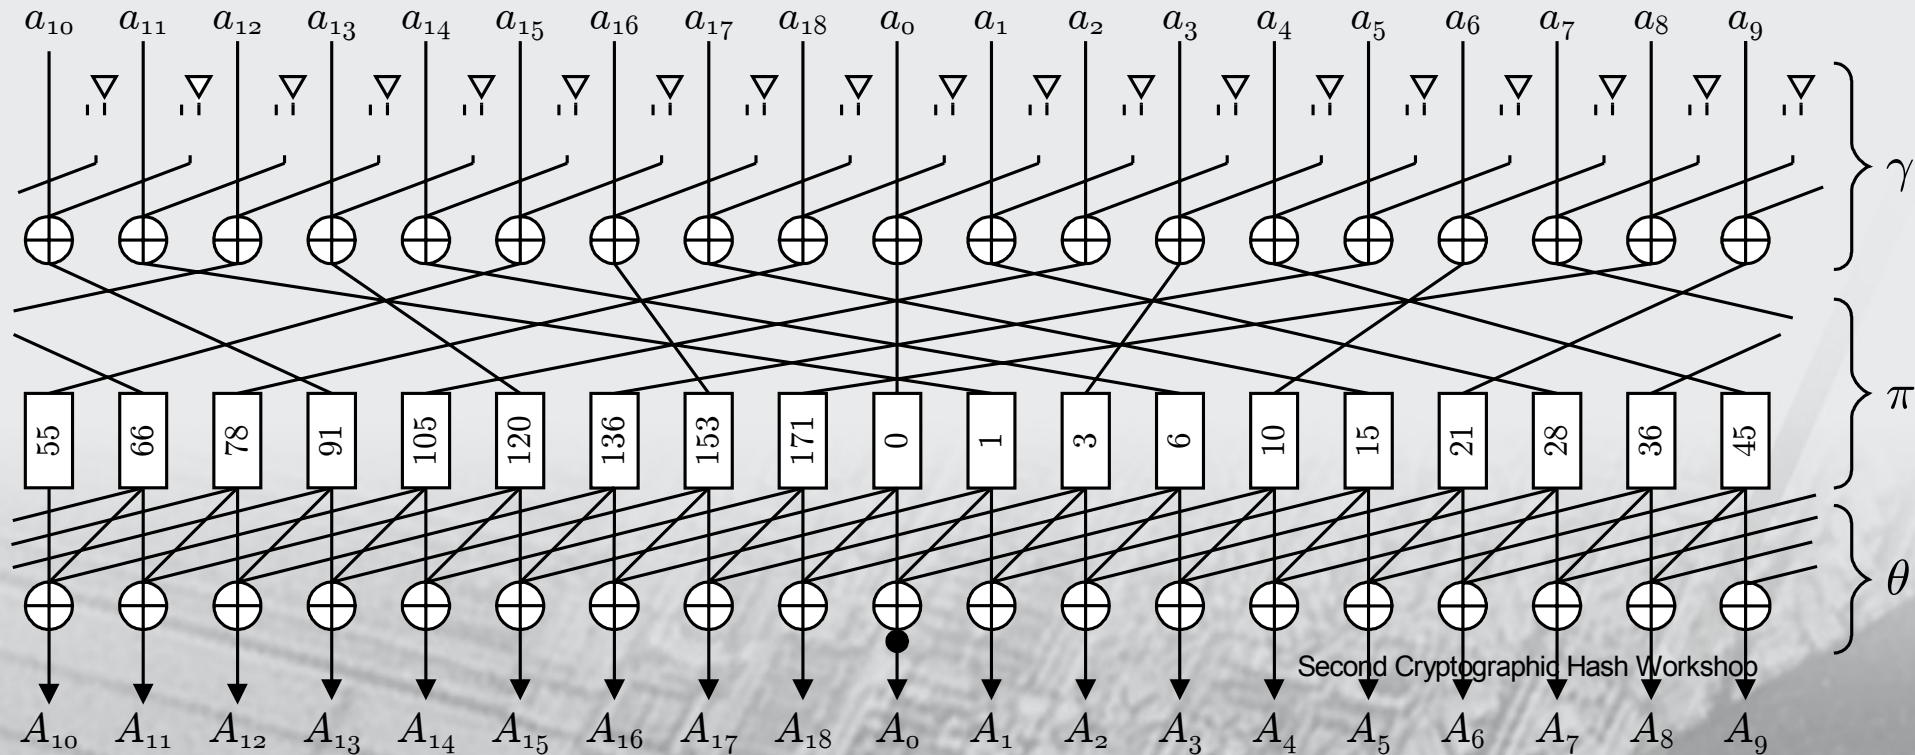 a₁₀ a₁₁ a₁₂ a₁₃ a₁₄ a₁₅ a₁₆ a₁₇ a₁₈ a₀ a₁ a₂ a₃ a₄ a₅ a₆ a₇ a₈ a₉
γ
π
55 66 78 91 105 120 136 153 171 0 1 3 6 10 15 21 28 36 45
θ
Second Cryptographic Hash Workshop
A₁₀ A₁₁ A₁₂ A₁₃ A₁₄ A₁₅ A₁₆ A₁₇ A₁₈ A₀ A₁ A₂ A₃ A₄ A₅ A₆ A₇ A₈ A₉